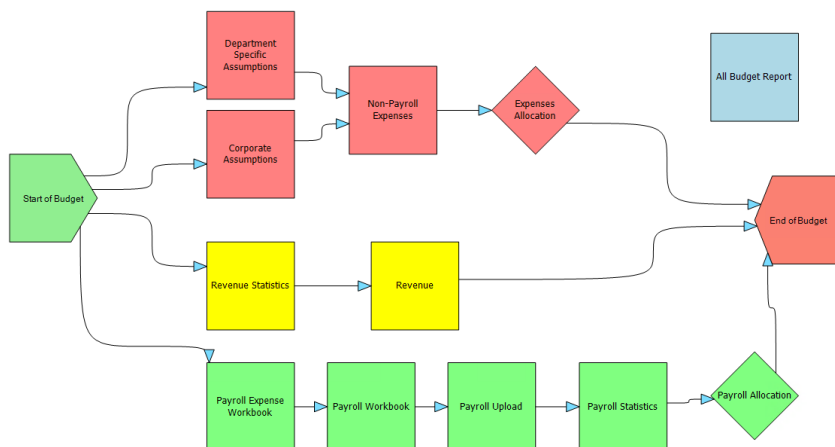 Department
Specific
Assumptions
All Budget Report
Non-Payroll
Expenses
Expenses
Allocation
Corporate
Assumptions
Start of Budget
End of Budget
Revenue Statistics
Revenue
Payroll Expense
Workbook
Payroll Workbook
Payroll Upload
Payroll Statistics
Payroll Allocation